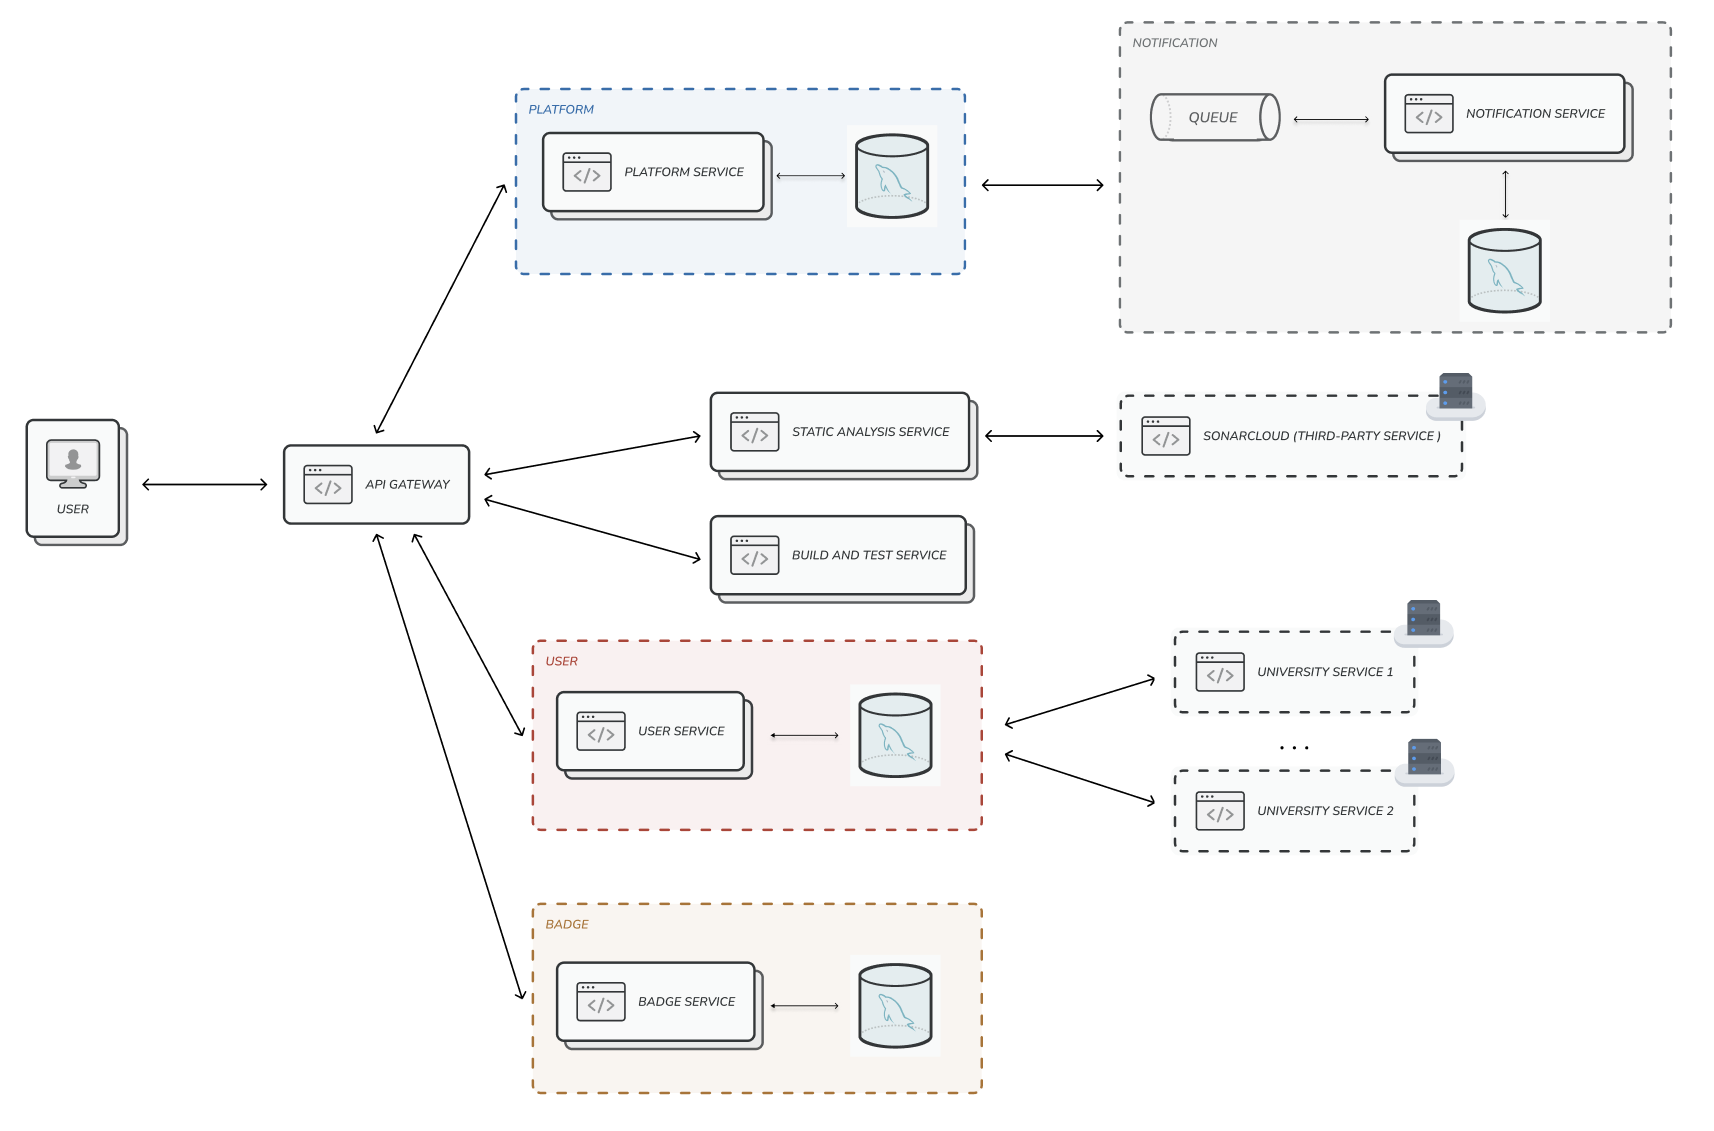 NOTIFICATION
QUEUE
NOTIFICATION SERVICE
PLATFORM
PLATFORM SERVICE
STATIC ANALYSIS SERVICE
SONARCLOUD (THIRD-PARTY SERVICE )
USER
API GATEWAY
BUILD AND TEST SERVICE
USER
USER SERVICE
UNIVERSITY SERVICE 1
. . .
UNIVERSITY SERVICE 2
BADGE
BADGE SERVICE